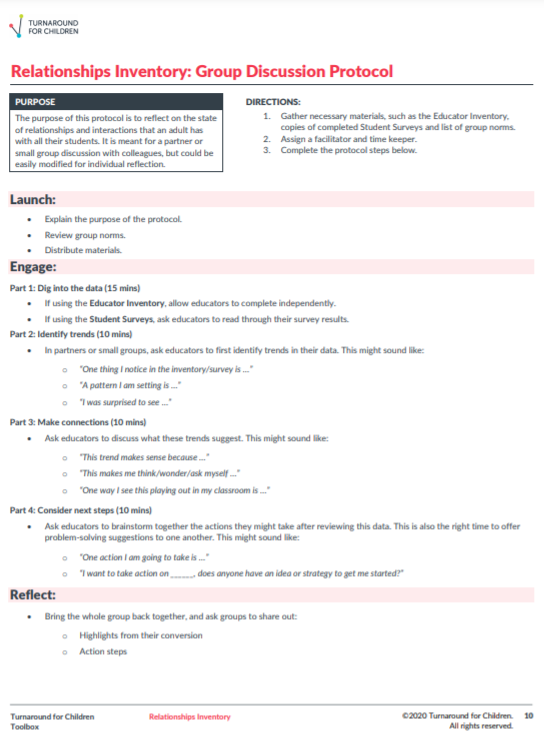 TURNAROUND
FOR CHILDREN
Relationships Inventory: Group Discussion Protocol
PURPOSE
The purpose of this protocol is to reflect on the state
of relationships and interactions that an adult has
with all their students. It is meant for a partner or
small group discussion with colleagues, but could be
easily modified for individual reflection.
DIRECTIONS:
1. Gather necessary materials, such as the Educator Inventory,
copies of completed Student Surveys and list of group norms.
2. Assign a facilitator and time keeper.
3. Complete the protocol steps below.
Launch:
• Explain the purpose of the protocol.
• Review group norms.
• Distribute materials.
Engage:
Part 1: Dig into the data (15 mins)
• If using the Educator Inventory, allow educators to complete independently.
• If using the Student Surveys, ask educators to read through their survey results.
Part 2: Identify trends (10 mins)
• In partners or small groups, ask educators to first identify trends in their data. This might sound like:
o "One thing I notice in the inventory/survey is ..."
o "A pattern I am setting is ..."
o "I was surprised to see ..."
Part 3: Make connections (10 mins)
• Ask educators to discuss what these trends suggest. This might sound like:
o "This trend makes sense because ..."
o "This makes me think/wonder/ask myself ..."
o "One way I see this playing out in my classroom is ..."
Part 4: Consider next steps (10 mins)
• Ask educators to brainstorm together the actions they might take after reviewing this data. This is also the right time to offer
problem-solving suggestions to one another. This might sound like:
o "One action I am going to take is ..."
o "I want to take action on ______, does anyone have an idea or strategy to get me started?"
Reflect:
• Bring the whole group back together, and ask groups to share out:
o Highlights from their conversion
o Action steps
Turnaround for Children
Toolbox
Relationships Inventory
©2020 Turnaround for Children. 10
All rights reserved.